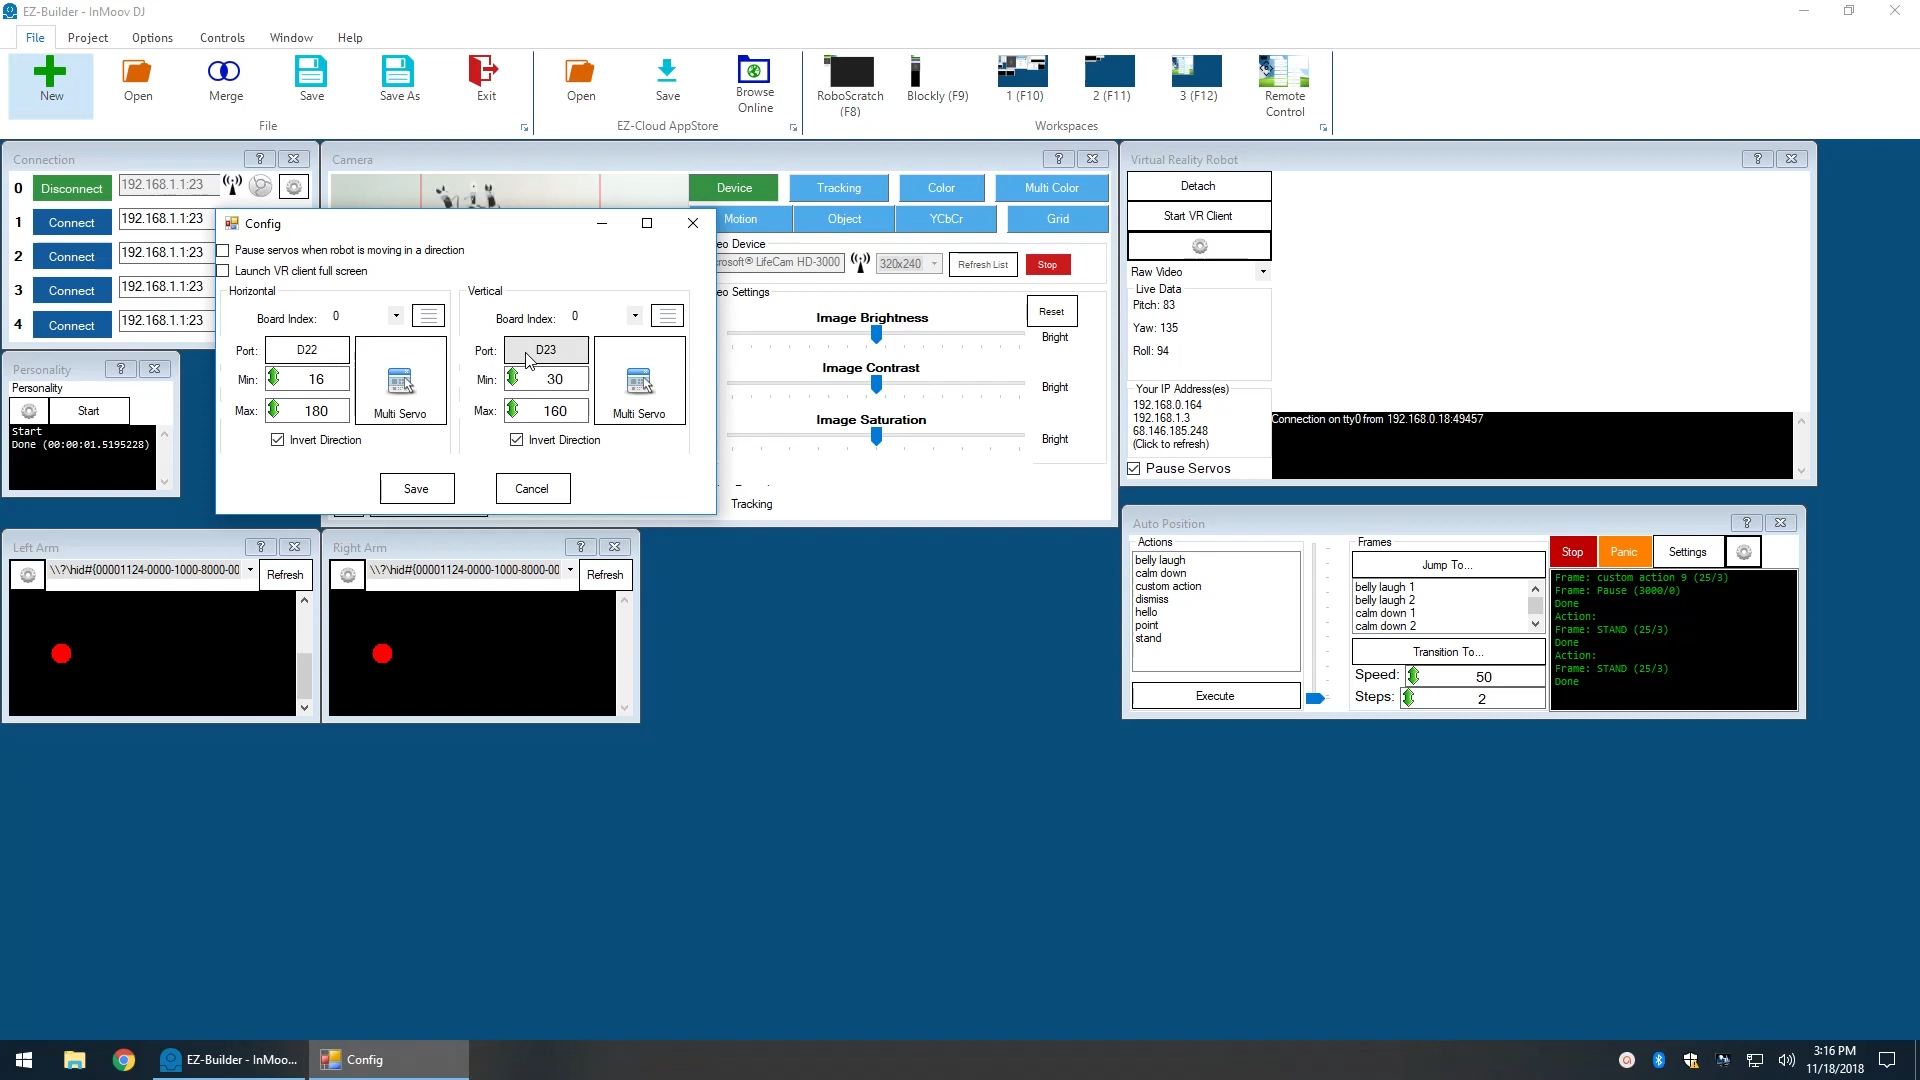 EZ-Builder - InMoov DJ
File Project Options Controls Window Help
New Open Merge Save Save As Exit Open Save Browse Online RoboScratch (F8) Blockly (F9) 1 (F10) 2 (F11) 3 (F12) Remote Control
File EZ-Cloud AppStore Workspaces
Connection ?
0 Disconnect 192.168.1.1:23
1 Connect 192.168.1.1:23
2 Connect 192.168.1.1:23
3 Connect 192.168.1.1:23
4 Connect 192.168.1.1:23
Camera ?
Device Tracking Color Multi Color
Motion Object YCbCr Grid
eo Device
crosoft® LifeCam HD-3000 320x240 Refresh List Stop
eo Settings
Reset
Image Brightness
Bright
Image Contrast
Bright
Image Saturation
Bright
Tracking
Config
Pause servos when robot is moving in a direction
Launch VR client full screen
Horizontal
Board Index: 0
Port: D22
Min: 16
Max: 180
Multi Servo
Invert Direction
Vertical
Board Index: 0
Port: D23
Min: 30
Max: 160
Multi Servo
Invert Direction
Save Cancel
Virtual Reality Robot ?
Detach
Start VR Client
Raw Video
Live Data
Pitch: 83
Yaw: 135
Roll: 94
Your IP Address(es)
192.168.0.164
192.168.1.3
68.146.185.248
(Click to refresh)
Pause Servos
Connection on tty0 from 192.168.0.18:49457
Personality ?
Personality
Start
Start
Done (00:00:01.5195228)
Left Arm ?
\\?\hid#{00001124-0000-1000-8000-00 Refresh
Right Arm ?
\\?\hid#{00001124-0000-1000-8000-00 Refresh
Auto Position ?
Actions
belly laugh
calm down
custom action
dismiss
hello
point
stand
Execute
Frames
Jump To...
belly laugh 1
belly laugh 2
calm down 1
calm down 2
Transition To...
Speed: 50
Steps: 2
Stop Panic Settings
Frame: custom action 9 (25/3)
Frame: Pause (3000/0)
Done
Action:
Frame: STAND (25/3)
Done
Action:
Frame: STAND (25/3)
Done
EZ-Builder - InMoo... Config
3:16 PM
11/18/2018